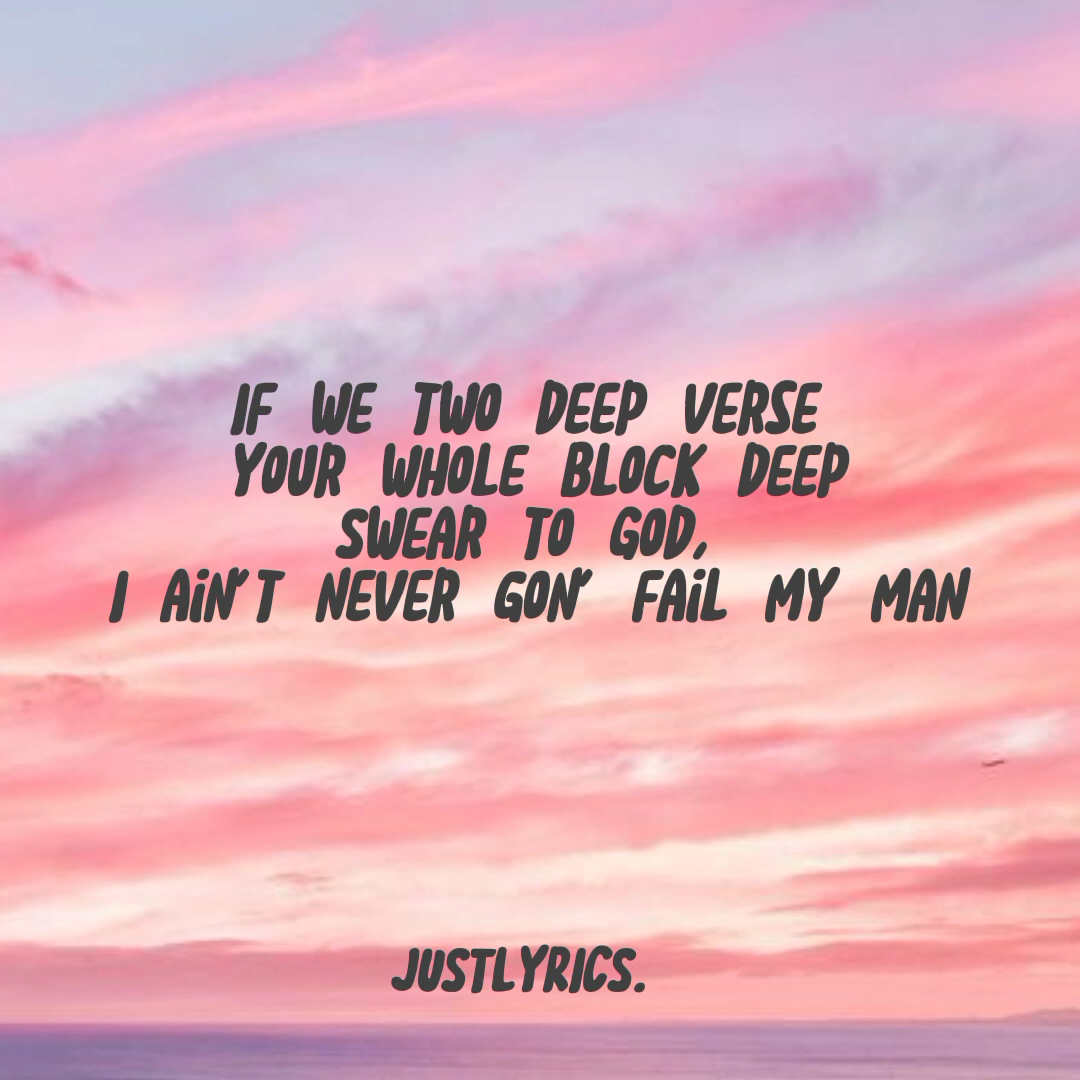 IF WE TWO DEEP VERSE
YOUR WHOLE BLOCK DEEP
SWEAR TO GOD,
I AiN'T NEVER GON' FAiL MY MAN
JUSTLYRICS.